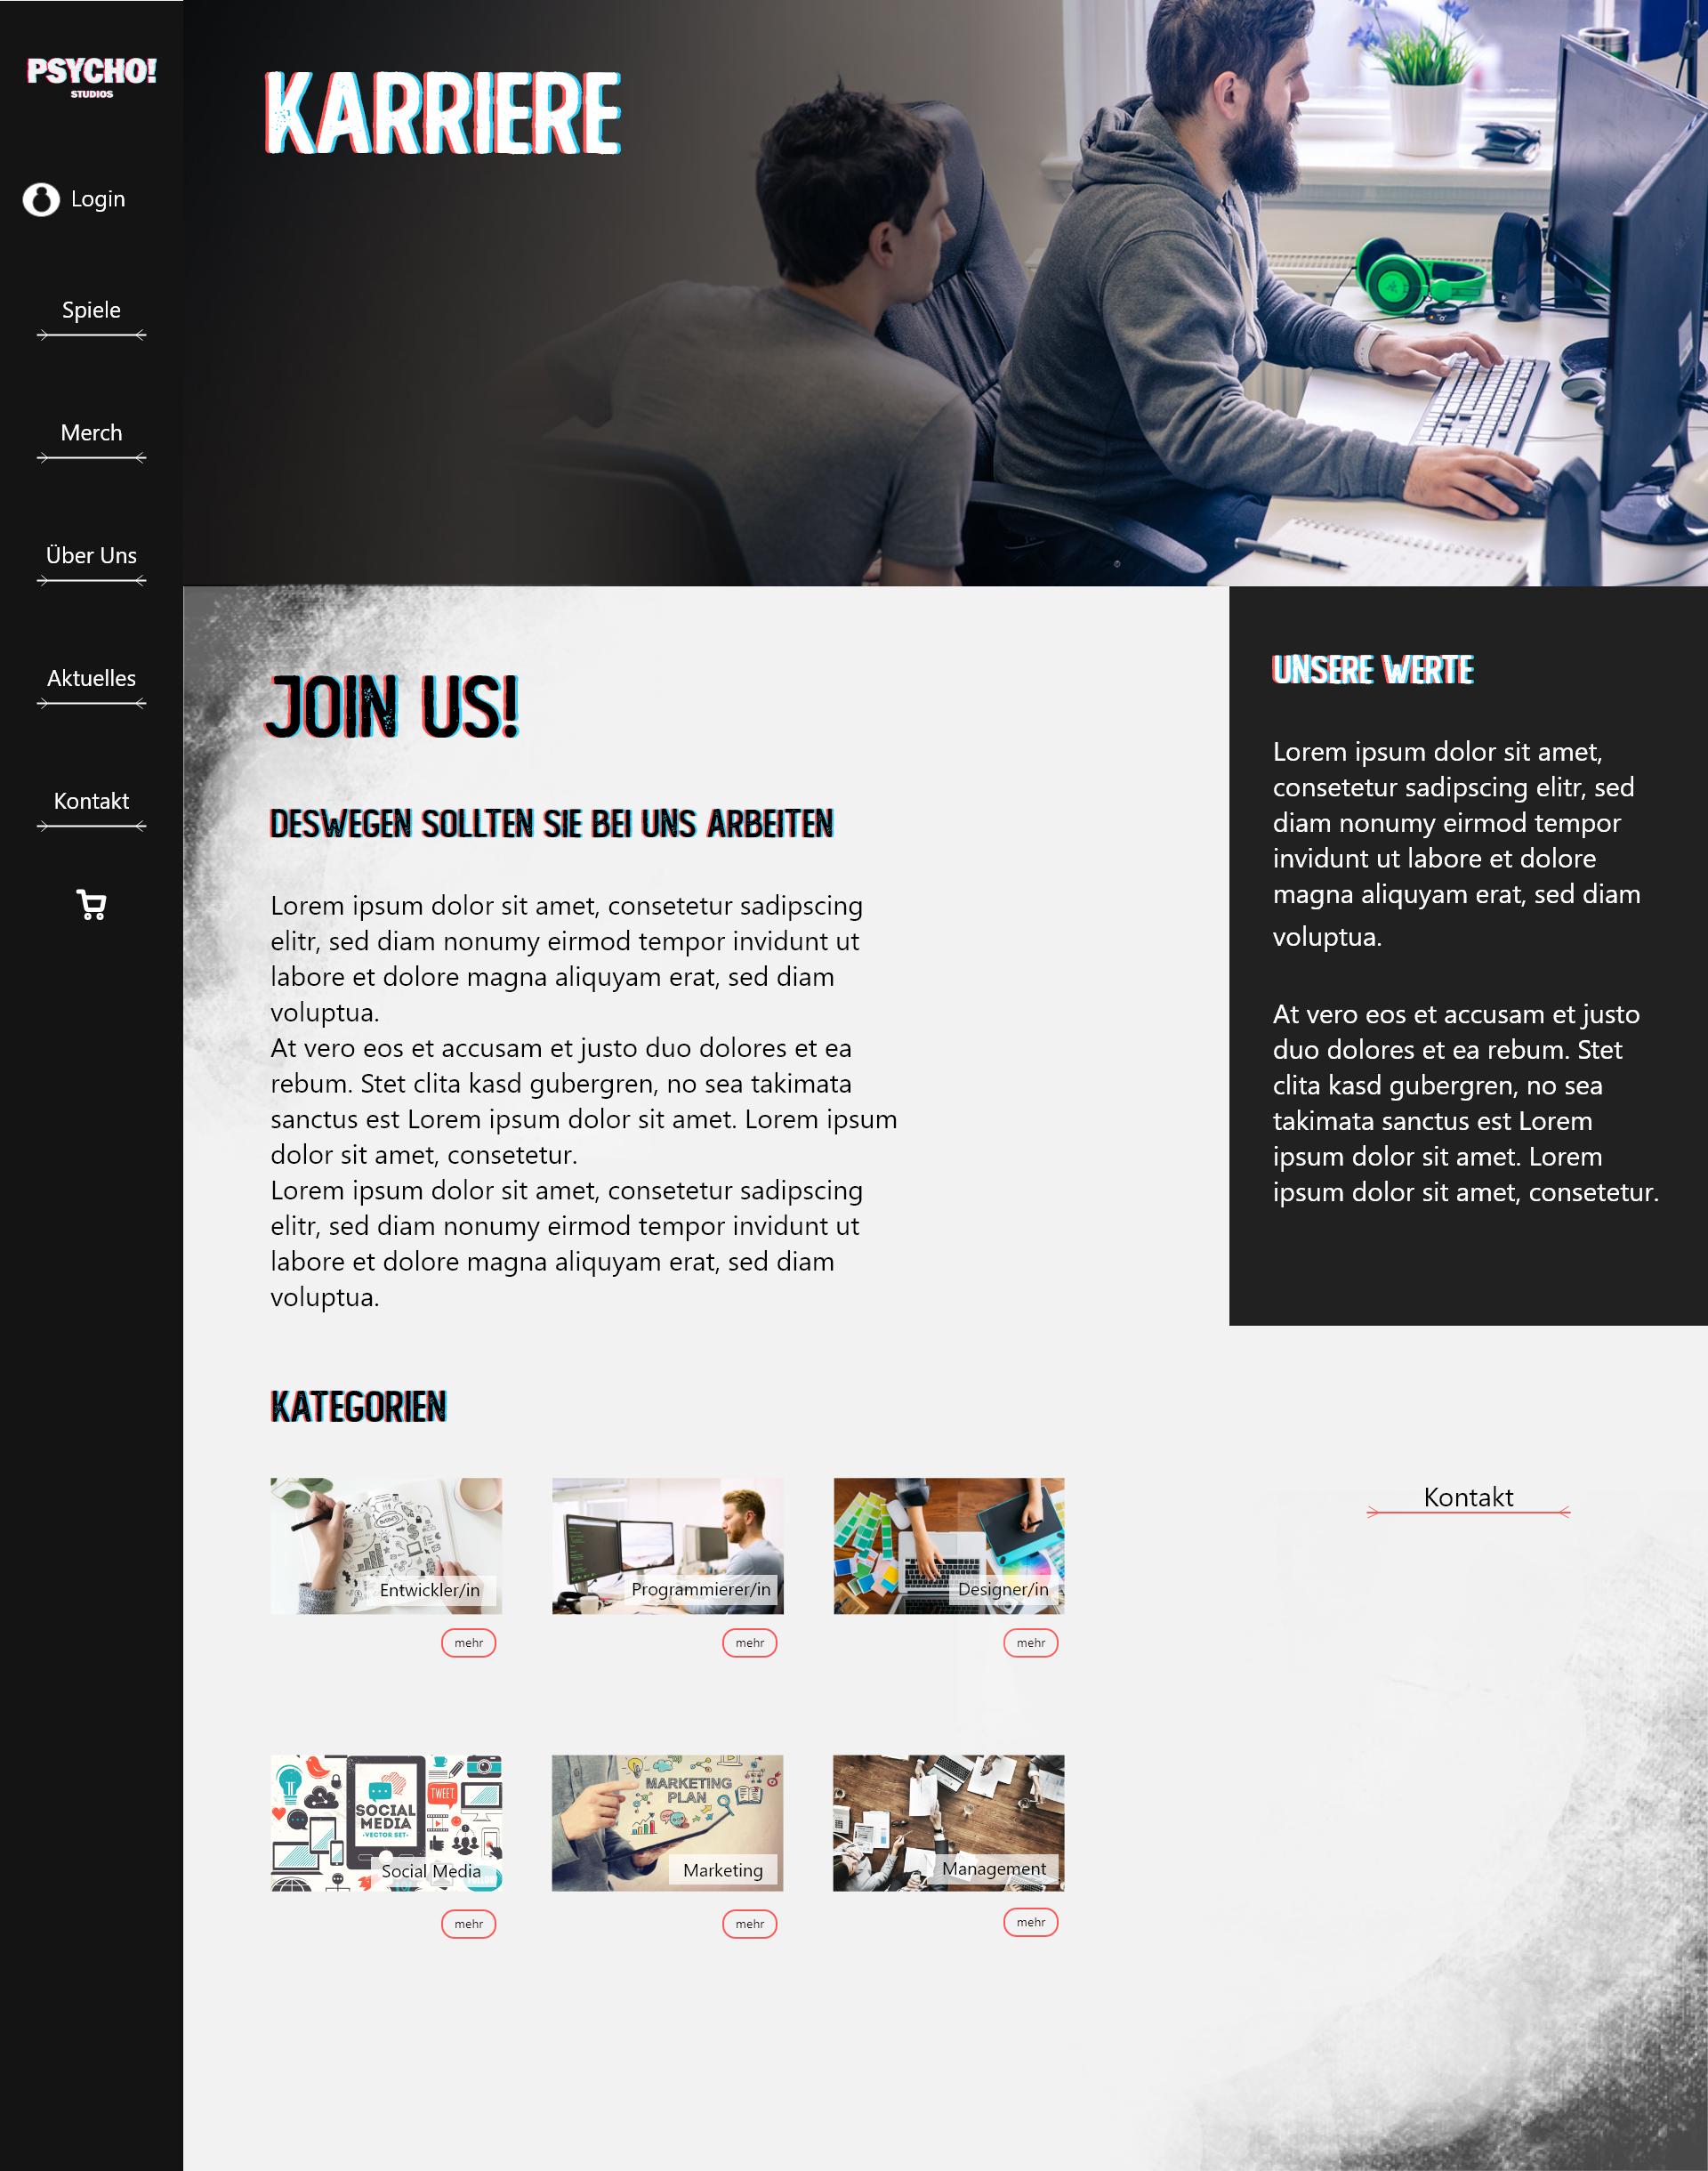 PSYCHO!
STUDIOS
Login
Spiele
Merch
Über Uns
Aktuelles
Kontakt
KARRIERE
JOIN US!
DESWEGEN SOLLTEN SIE BEI UNS ARBEITEN
Lorem ipsum dolor sit amet, consetetur sadipscing
elitr, sed diam nonumy eirmod tempor invidunt ut
labore et dolore magna aliquyam erat, sed diam
voluptua.
At vero eos et accusam et justo duo dolores et ea
rebum. Stet clita kasd gubergren, no sea takimata
sanctus est Lorem ipsum dolor sit amet. Lorem ipsum
dolor sit amet, consetetur.
Lorem ipsum dolor sit amet, consetetur sadipscing
elitr, sed diam nonumy eirmod tempor invidunt ut
labore et dolore magna aliquyam erat, sed diam
voluptua.
UNSERE WERTE
Lorem ipsum dolor sit amet,
consetetur sadipscing elitr, sed
diam nonumy eirmod tempor
invidunt ut labore et dolore
magna aliquyam erat, sed diam
voluptua.
At vero eos et accusam et justo
duo dolores et ea rebum. Stet
clita kasd gubergren, no sea
takimata sanctus est Lorem
ipsum dolor sit amet. Lorem
ipsum dolor sit amet, consetetur.
KATEGORIEN
Entwickler/in
mehr
Programmierer/in
mehr
Designer/in
mehr
Kontakt
TWEET
SOCIAL
MEDIA
•VECTOR SET•
Social Media
mehr
MARKETING
PLAN
Marketing
mehr
Management
mehr